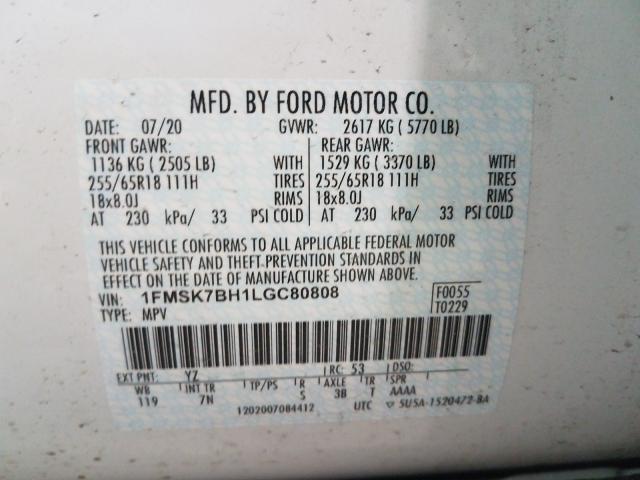 MFD. BY FORD MOTOR CO.
DATE: 07/20 GVWR: 2617 KG ( 5770 LB)
FRONT GAWR: REAR GAWR:
1136 KG ( 2505 LB) WITH 1529 KG ( 3370 LB) WITH
255/65R18 111H TIRES 255/65R18 111H TIRES
18x8.0J RIMS 18x8.0J RIMS
AT 230 kPa/ 33 PSI COLD AT 230 kPa/ 33 PSI COLD
THIS VEHICLE CONFORMS TO ALL APPLICABLE FEDERAL MOTOR
VEHICLE SAFETY AND THEFT PREVENTION STANDARDS IN
EFFECT ON THE DATE OF MANUFACTURE SHOWN ABOVE.
VIN: 1FMSK7BH1LGC80808 F0055
TYPE: MPV T0229
EXT PNT: YZ RC: 53 DSO:
WB INT TR TP/PS R AXLE TR SPR
119 7N S 3B T AAAA
1202007084412 UTC ▽ 5U5A-1520472-BA